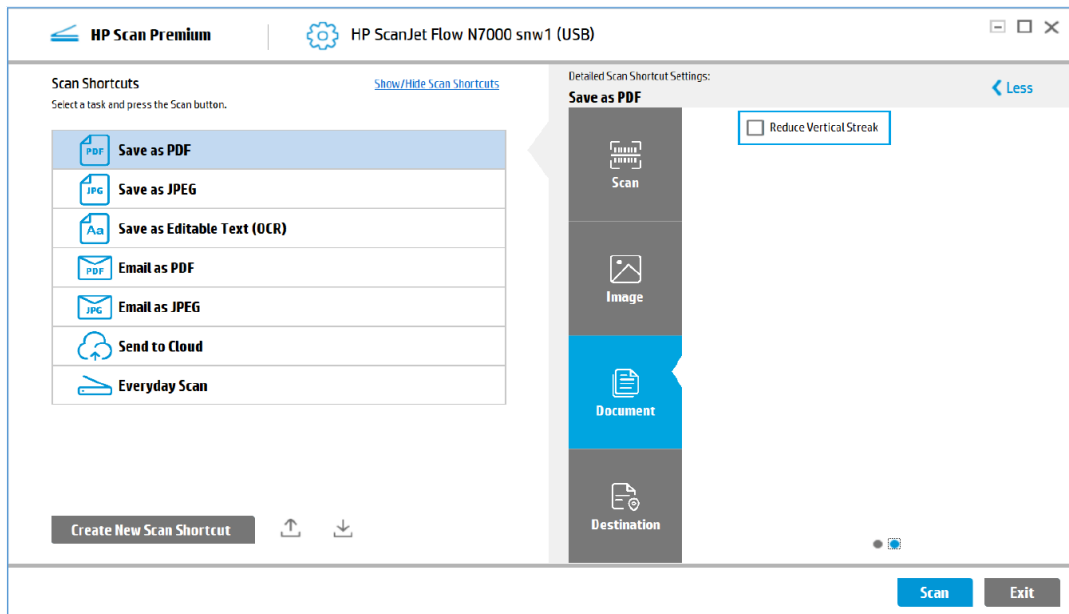 HP Scan Premium
HP ScanJet Flow N7000 snw1 (USB)
Scan Shortcuts
Show/Hide Scan Shortcuts
Select a task and press the Scan button.
PDF Save as PDF
JPG Save as JPEG
Aa Save as Editable Text (OCR)
PDF Email as PDF
JPG Email as JPEG
Send to Cloud
Everyday Scan
Create New Scan Shortcut
Detailed Scan Shortcut Settings:
Save as PDF
Less
Scan
Image
Document
Destination
Reduce Vertical Streak
Scan
Exit